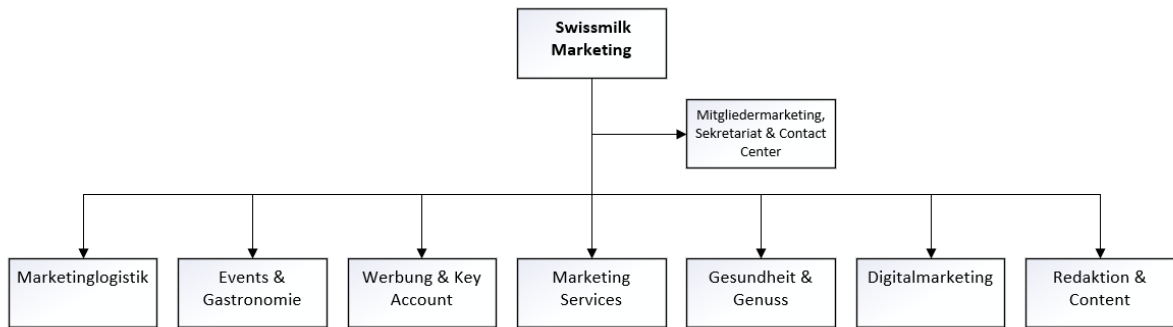 Swissmilk
Marketing
Mitgliedermarketing,
Sekretariat & Contact
Center
Marketinglogistik
Events &
Gastronomie
Werbung & Key
Account
Marketing
Services
Gesundheit &
Genuss
Digitalmarketing
Redaktion &
Content